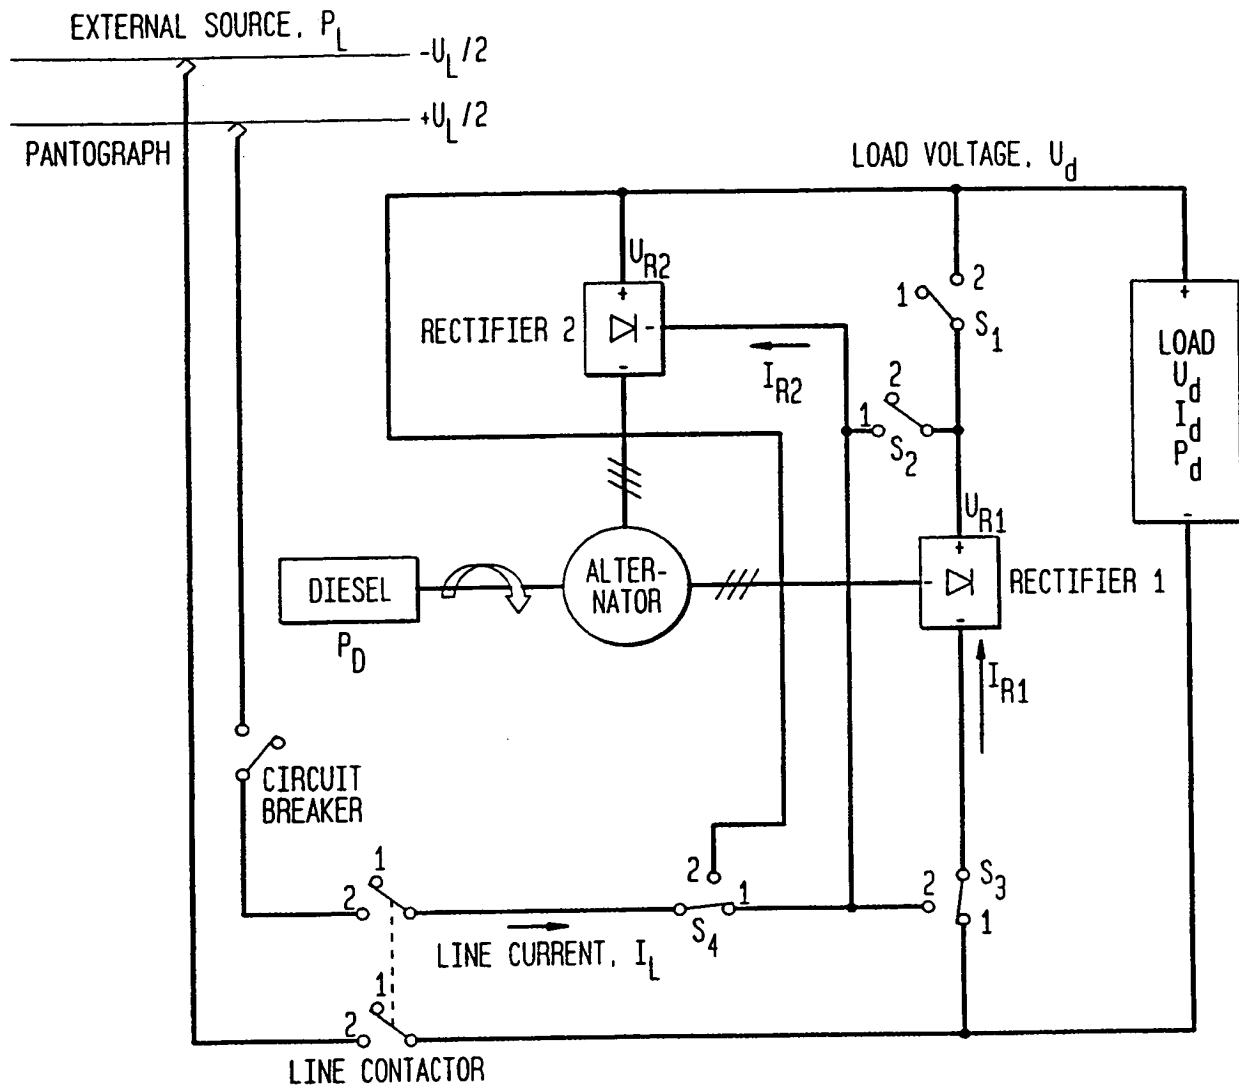 EXTERNAL SOURCE, P_L
-U_L/2
+U_L/2
PANTOGRAPH
LOAD VOLTAGE, U_d
U_R2
+
RECTIFIER 2
-
-
I_R2
1
2
S_1
2
1
S_2
+
LOAD
U_d
I_d
P_d
-
U_R1
+
-
RECTIFIER 1
-
I_R1
DIESEL
P_D
ALTER-
NATOR
CIRCUIT
BREAKER
1
2
2
1
S_4
2
S_3
1
LINE CURRENT, I_L
1
2
LINE CONTACTOR